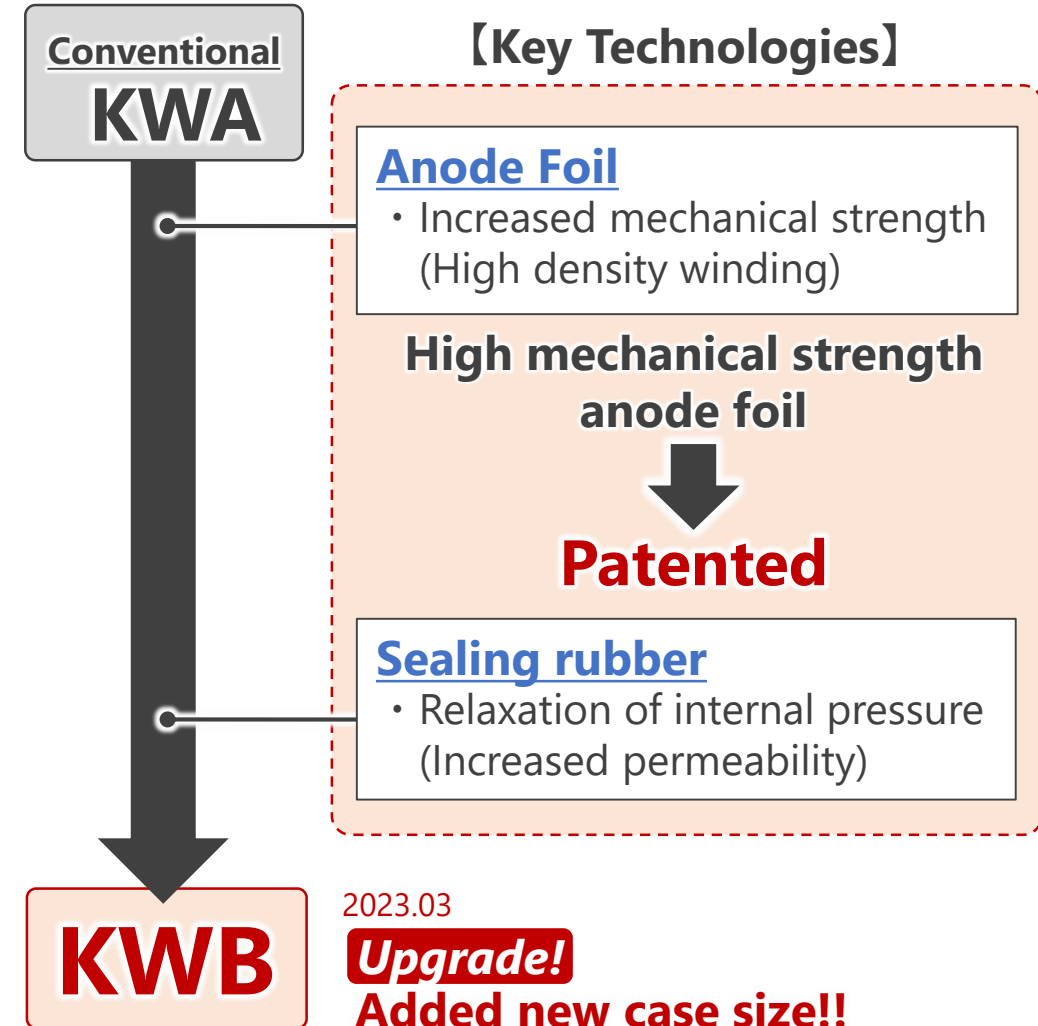 Conventional
KWA
【Key Technologies】
Anode Foil
・Increased mechanical strength
(High density winding)
High mechanical strength
anode foil
Patented
Sealing rubber
・Relaxation of internal pressure
(Increased permeability)
KWB
2023.03
Upgrade!
Added new case size!!